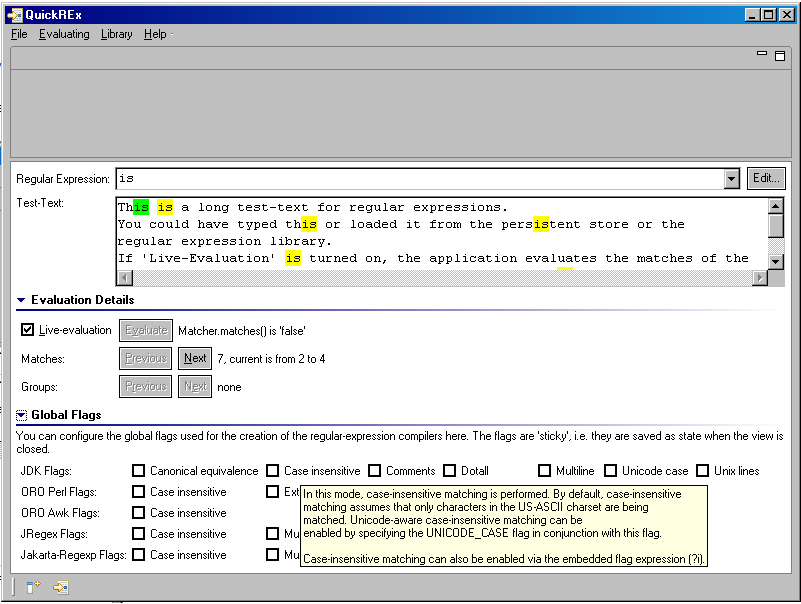 QuickREx
File Evaluating Library Help
Regular Expression: is Edit...
Test-Text: This is a long test-text for regular expressions.
You could have typed this or loaded it from the persistent store or the
regular expression library.
If 'Live-Evaluation' is turned on, the application evaluates the matches of the
Evaluation Details
Live-evaluation Evaluate Matcher.matches() is 'false'
Matches: Previous Next 7, current is from 2 to 4
Groups: Previous Next none
Global Flags
You can configure the global flags used for the creation of the regular-expression compilers here. The flags are 'sticky', i.e. they are saved as state when the view is
closed.
JDK Flags: Canonical equivalence Case insensitive Comments Dotall Multiline Unicode case Unix lines
ORO Perl Flags: Case insensitive Ext
ORO Awk Flags: Case insensitive
JRegex Flags: Case insensitive Mu
Jakarta-Regexp Flags: Case insensitive Mu
In this mode, case-insensitive matching is performed. By default, case-insensitive
matching assumes that only characters in the US-ASCII charset are being
matched. Unicode-aware case-insensitive matching can be
enabled by specifying the UNICODE_CASE flag in conjunction with this flag.
Case-insensitive matching can also be enabled via the embedded flag expression (?i).